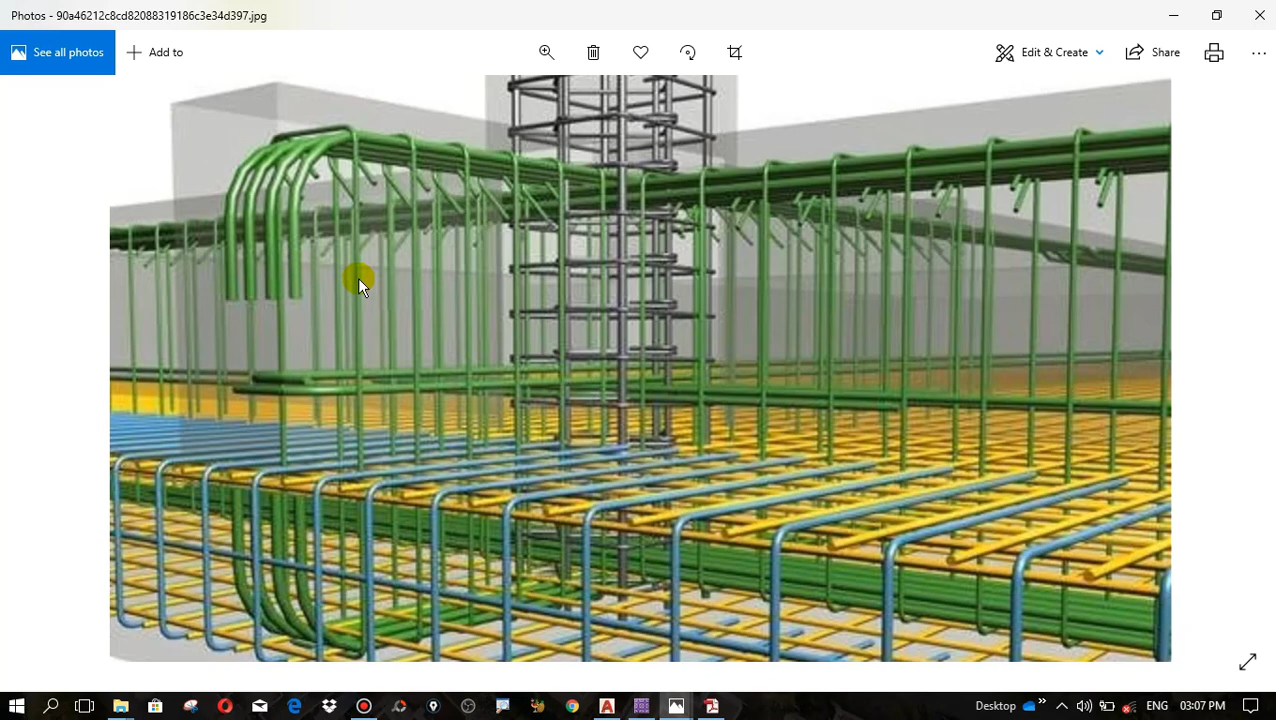 Photos - 90a46212c8cd82088319186c3e34d397.jpg
See all photos
Add to
Edit & Create
Share
Desktop
ENG
03:07 PM